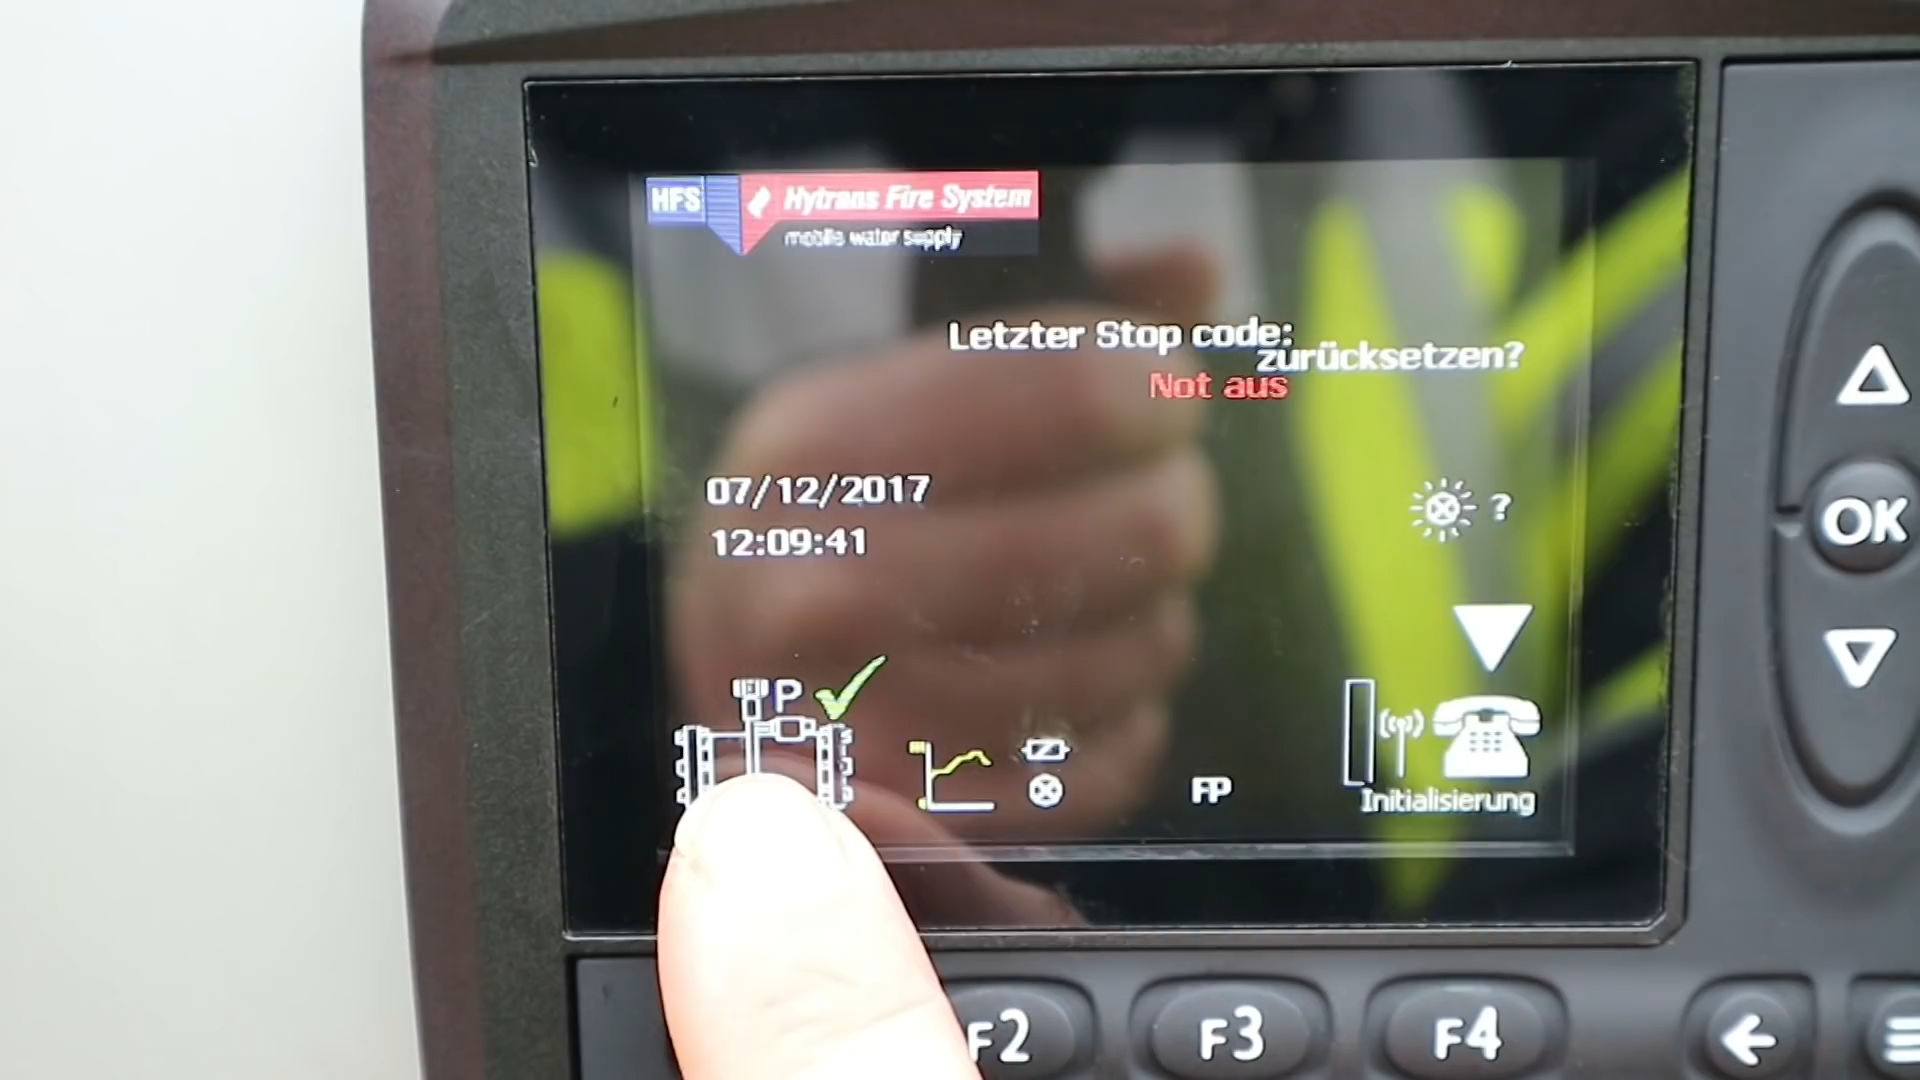 HFS Hytrans Fire System
mobile water supply
Letzter Stop code:
zurücksetzen?
Not aus
07/12/2017
12:09:41
?
P
FP
Initialisierung
OK
F2 F3 F4